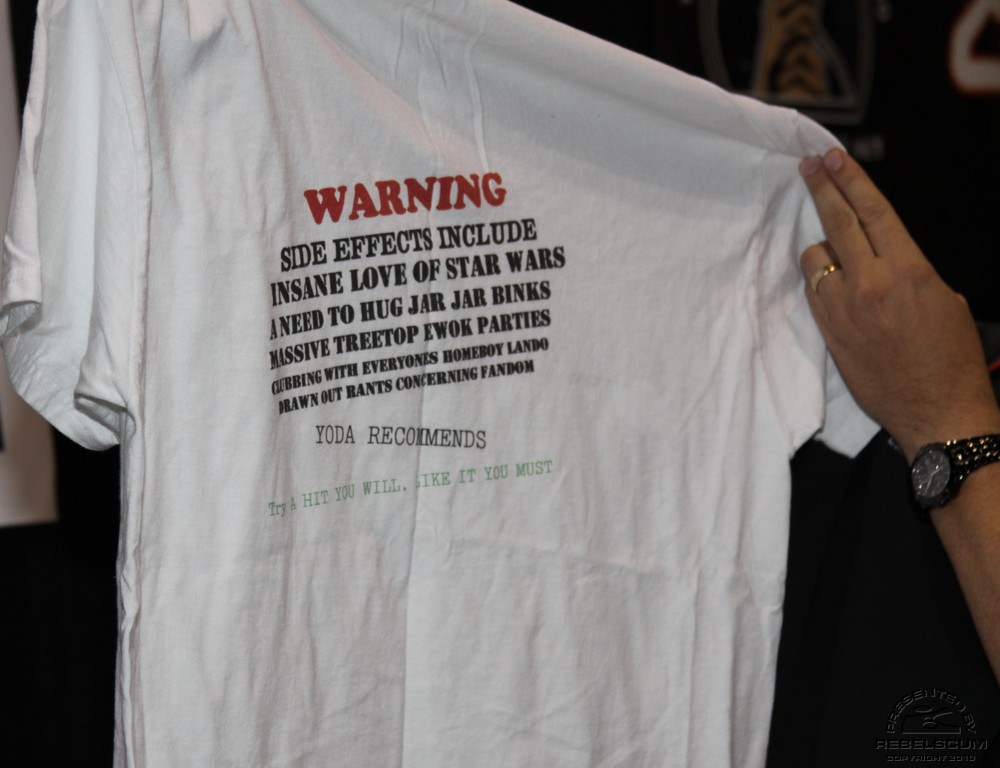 WARNING
SIDE EFFECTS INCLUDE
INSANE LOVE OF STAR WARS
A NEED TO HUG JAR JAR BINKS
MASSIVE TREETOP EWOK PARTIES
CLUBBING WITH EVERYONES HOMEBOY LANDO
DRAWN OUT RANTS CONCERNING FANDOM
YODA RECOMMENDS
Try A HIT YOU WILL. LIKE IT YOU MUST
PRESENTED BY
REBELSCUM
COPYRIGHT 2010